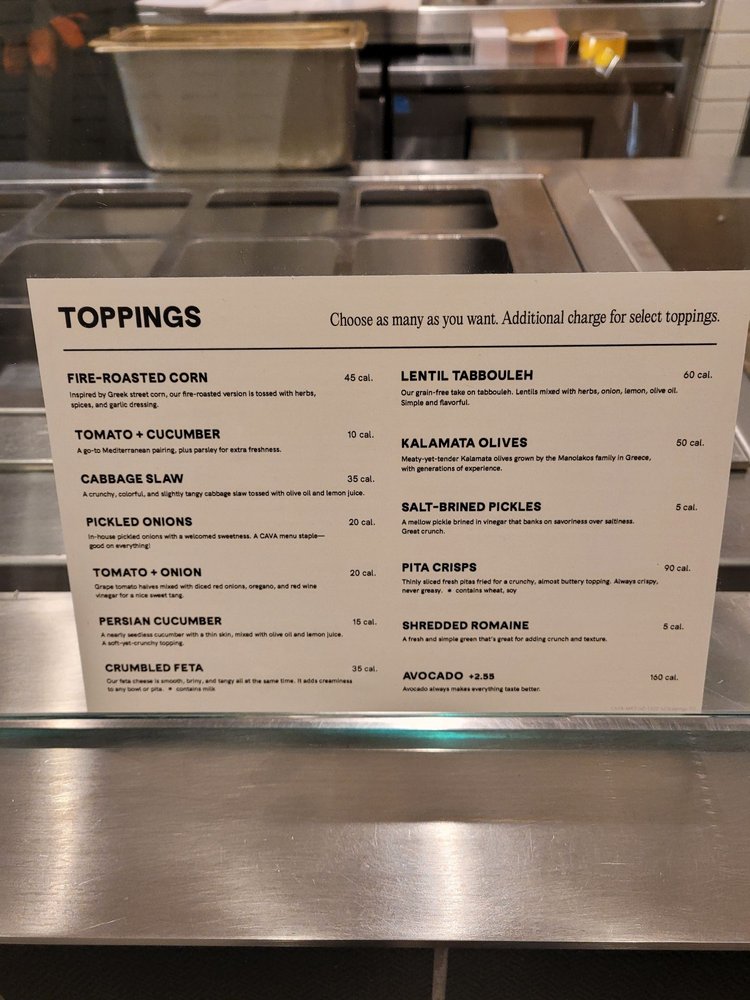 TOPPINGS
Choose as many as you want. Additional charge for select toppings.
FIRE-ROASTED CORN 45 cal.
Inspired by Greek street corn, our fire-roasted version is tossed with herbs,
spices, and garlic dressing.
TOMATO + CUCUMBER 10 cal.
A go-to Mediterranean pairing, plus parsley for extra freshness.
CABBAGE SLAW 35 cal.
A crunchy, colorful, and slightly tangy cabbage slaw tossed with olive oil and lemon juice.
PICKLED ONIONS 20 cal.
In-house pickled onions with a welcomed sweetness. A CAVA menu staple—
good on everything!
TOMATO + ONION 20 cal.
Grape tomato halves mixed with diced red onions, oregano, and red wine
vinegar for a nice sweet tang.
PERSIAN CUCUMBER 15 cal.
A nearly seedless cucumber with a thin skin, mixed with olive oil and lemon juice.
A soft-yet-crunchy topping.
CRUMBLED FETA 35 cal.
Our feta cheese is smooth, briny, and tangy all at the same time. It adds creaminess
to any bowl or pita. • contains milk
LENTIL TABBOULEH 60 cal.
Our grain-free take on tabbouleh. Lentils mixed with herbs, onion, lemon, olive oil.
Simple and flavorful.
KALAMATA OLIVES 50 cal.
Meaty-yet-tender Kalamata olives grown by the Manolakos family in Greece,
with generations of experience.
SALT-BRINED PICKLES 5 cal.
A mellow pickle brined in vinegar that banks on savoriness over saltiness.
Great crunch.
PITA CRISPS 90 cal.
Thinly sliced fresh pitas fried for a crunchy, almost buttery topping. Always crispy,
never greasy. • contains wheat, soy
SHREDDED ROMAINE 5 cal.
A fresh and simple green that's great for adding crunch and texture.
AVOCADO +2.55 160 cal.
Avocado always makes everything taste better.